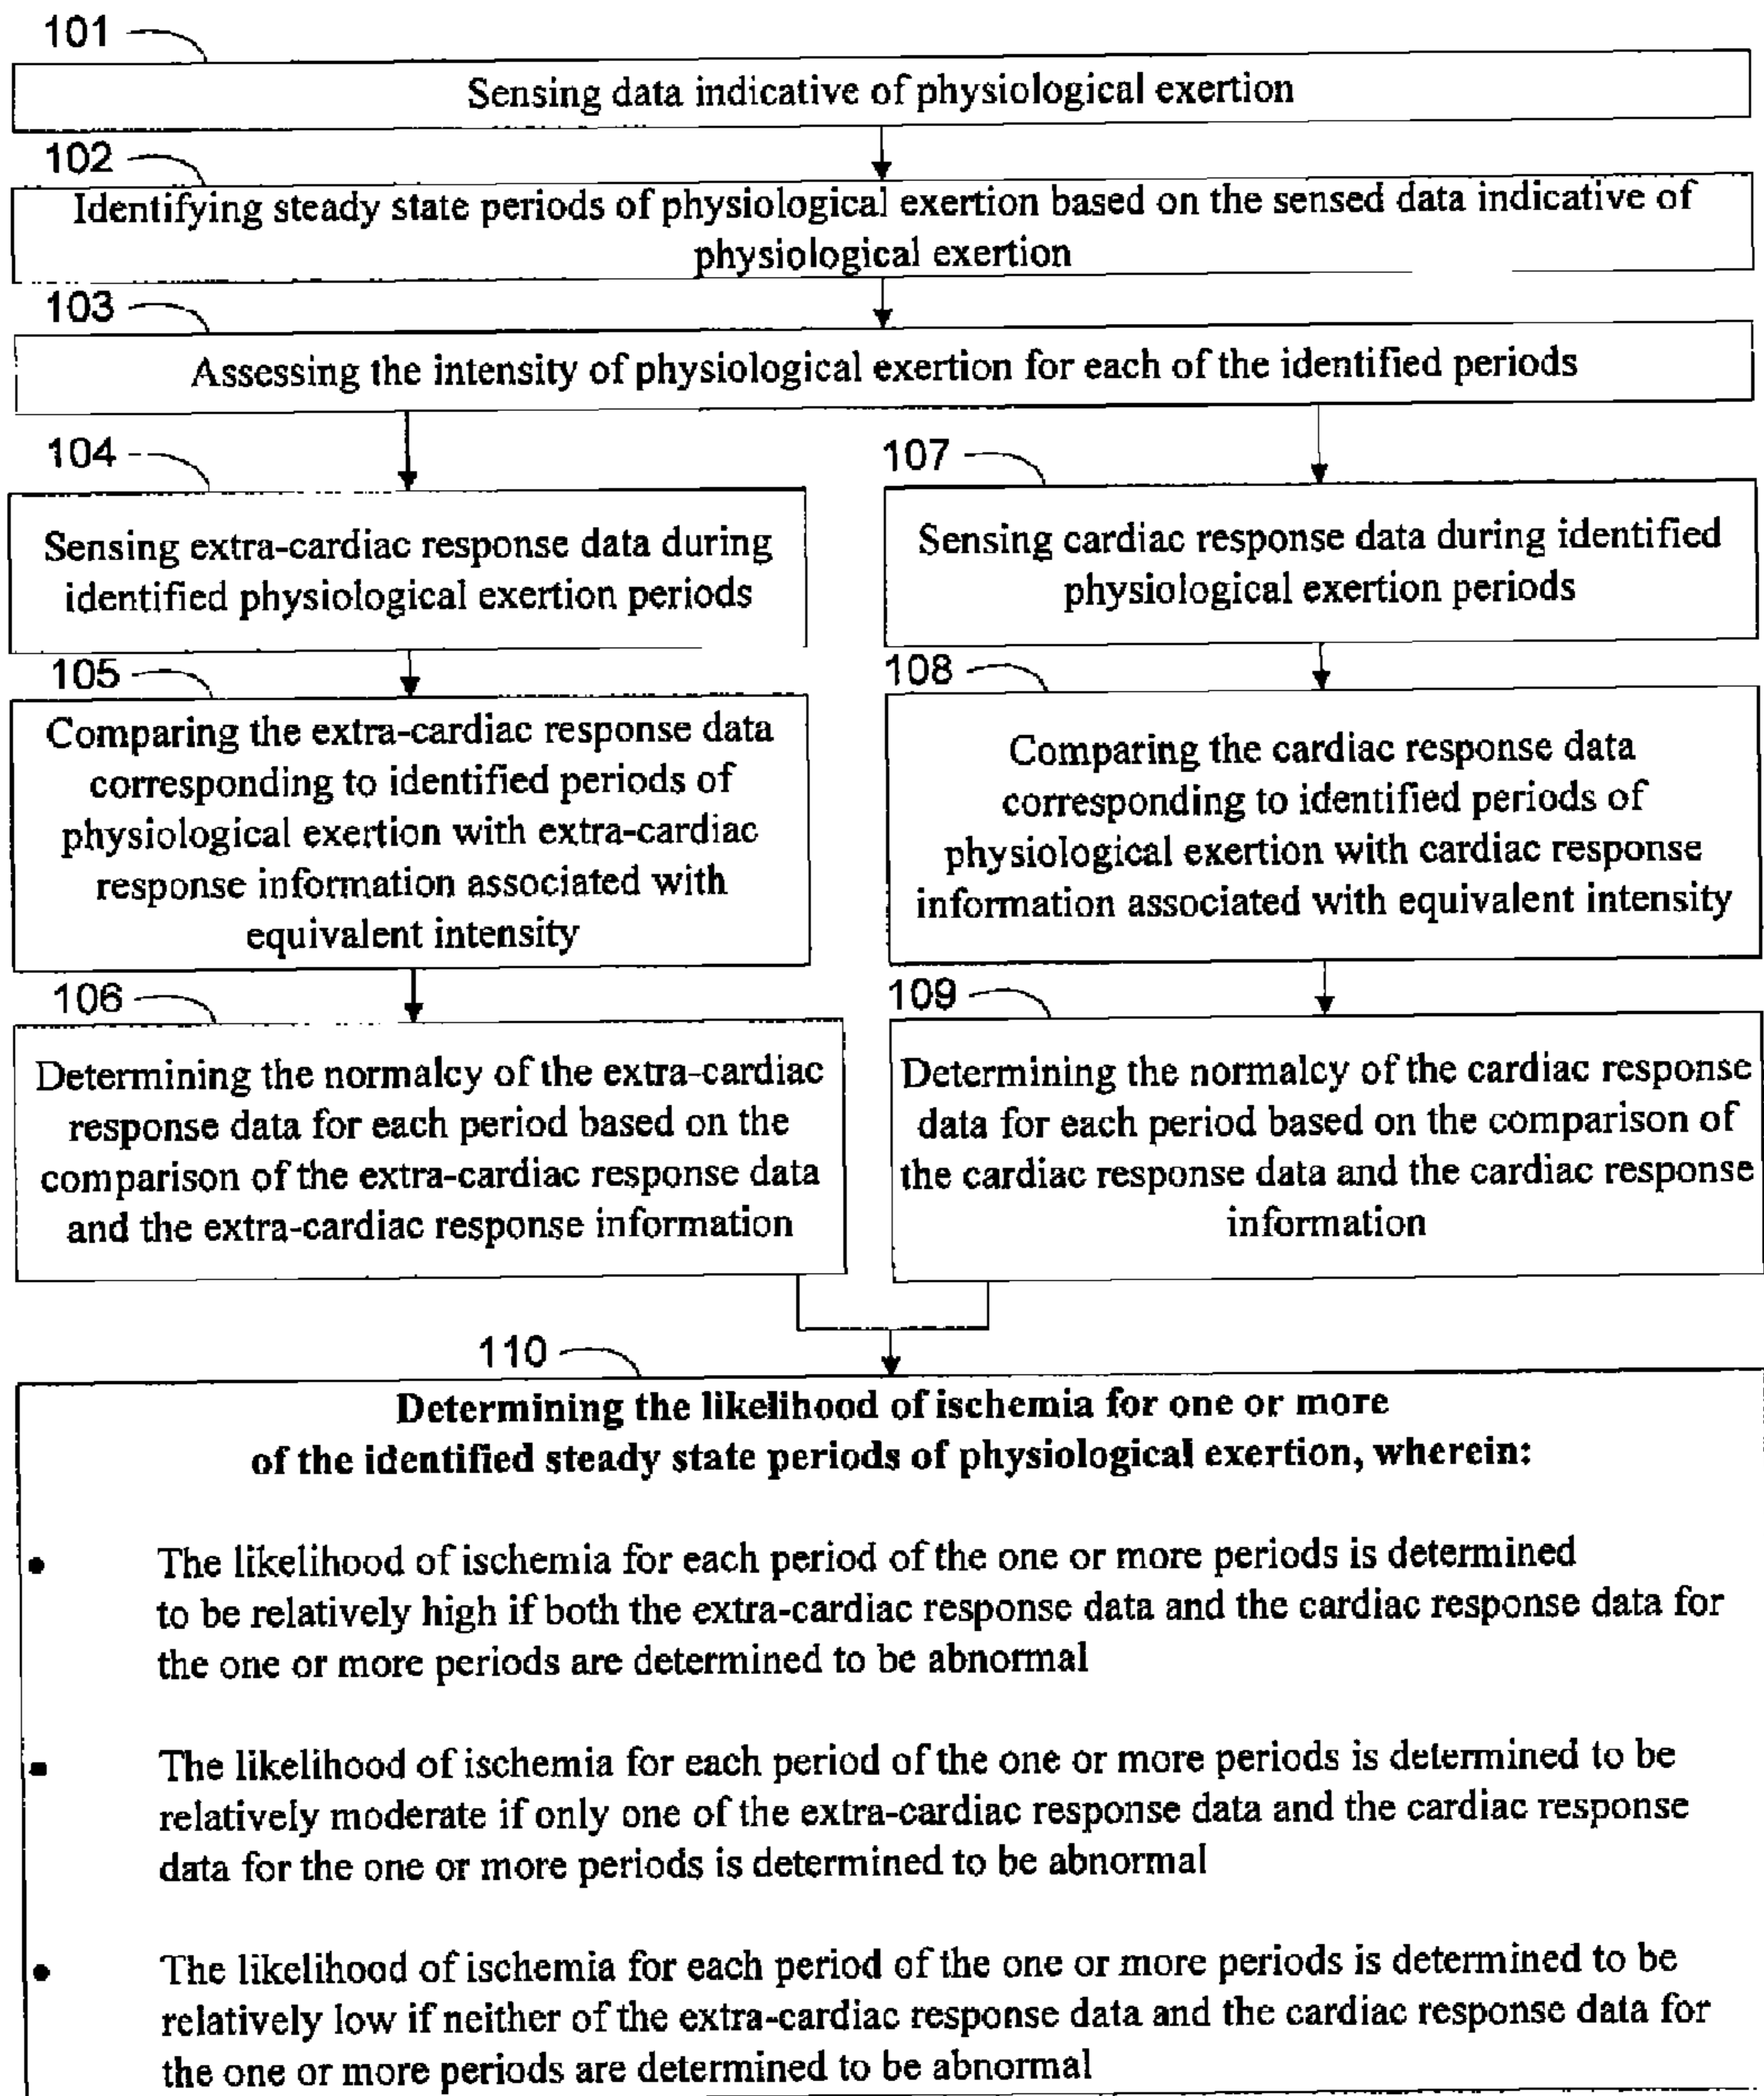 101
Sensing data indicative of physiological exertion
102
Identifying steady state periods of physiological exertion based on the sensed data indicative of
physiological exertion
103
Assessing the intensity of physiological exertion for each of the identified periods
104
Sensing extra-cardiac response data during
identified physiological exertion periods
105
Comparing the extra-cardiac response data
corresponding to identified periods of
physiological exertion with extra-cardiac
response information associated with
equivalent intensity
106
Determining the normalcy of the extra-cardiac
response data for each period based on the
comparison of the extra-cardiac response data
and the extra-cardiac response information
107
Sensing cardiac response data during identified
physiological exertion periods
108
Comparing the cardiac response data
corresponding to identified periods of
physiological exertion with cardiac response
information associated with equivalent intensity
109
Determining the normalcy of the cardiac response
data for each period based on the comparison of
the cardiac response data and the cardiac response
information
110
Determining the likelihood of ischemia for one or more
of the identified steady state periods of physiological exertion, wherein:
• The likelihood of ischemia for each period of the one or more periods is determined
to be relatively high if both the extra-cardiac response data and the cardiac response data for
the one or more periods are determined to be abnormal
▪ The likelihood of ischemia for each period of the one or more periods is determined to be
relatively moderate if only one of the extra-cardiac response data and the cardiac response
data for the one or more periods is determined to be abnormal
• The likelihood of ischemia for each period of the one or more periods is determined to be
relatively low if neither of the extra-cardiac response data and the cardiac response data for
the one or more periods are determined to be abnormal